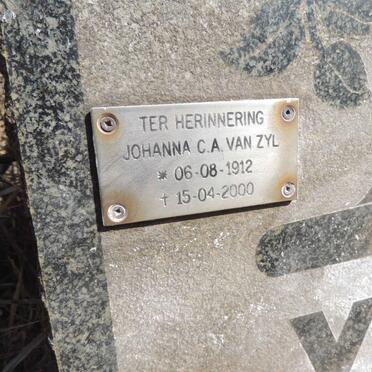 TER HERINNERING
JOHANNA C.A. VAN ZYL
* 06-08-1912
† 15-04-2000